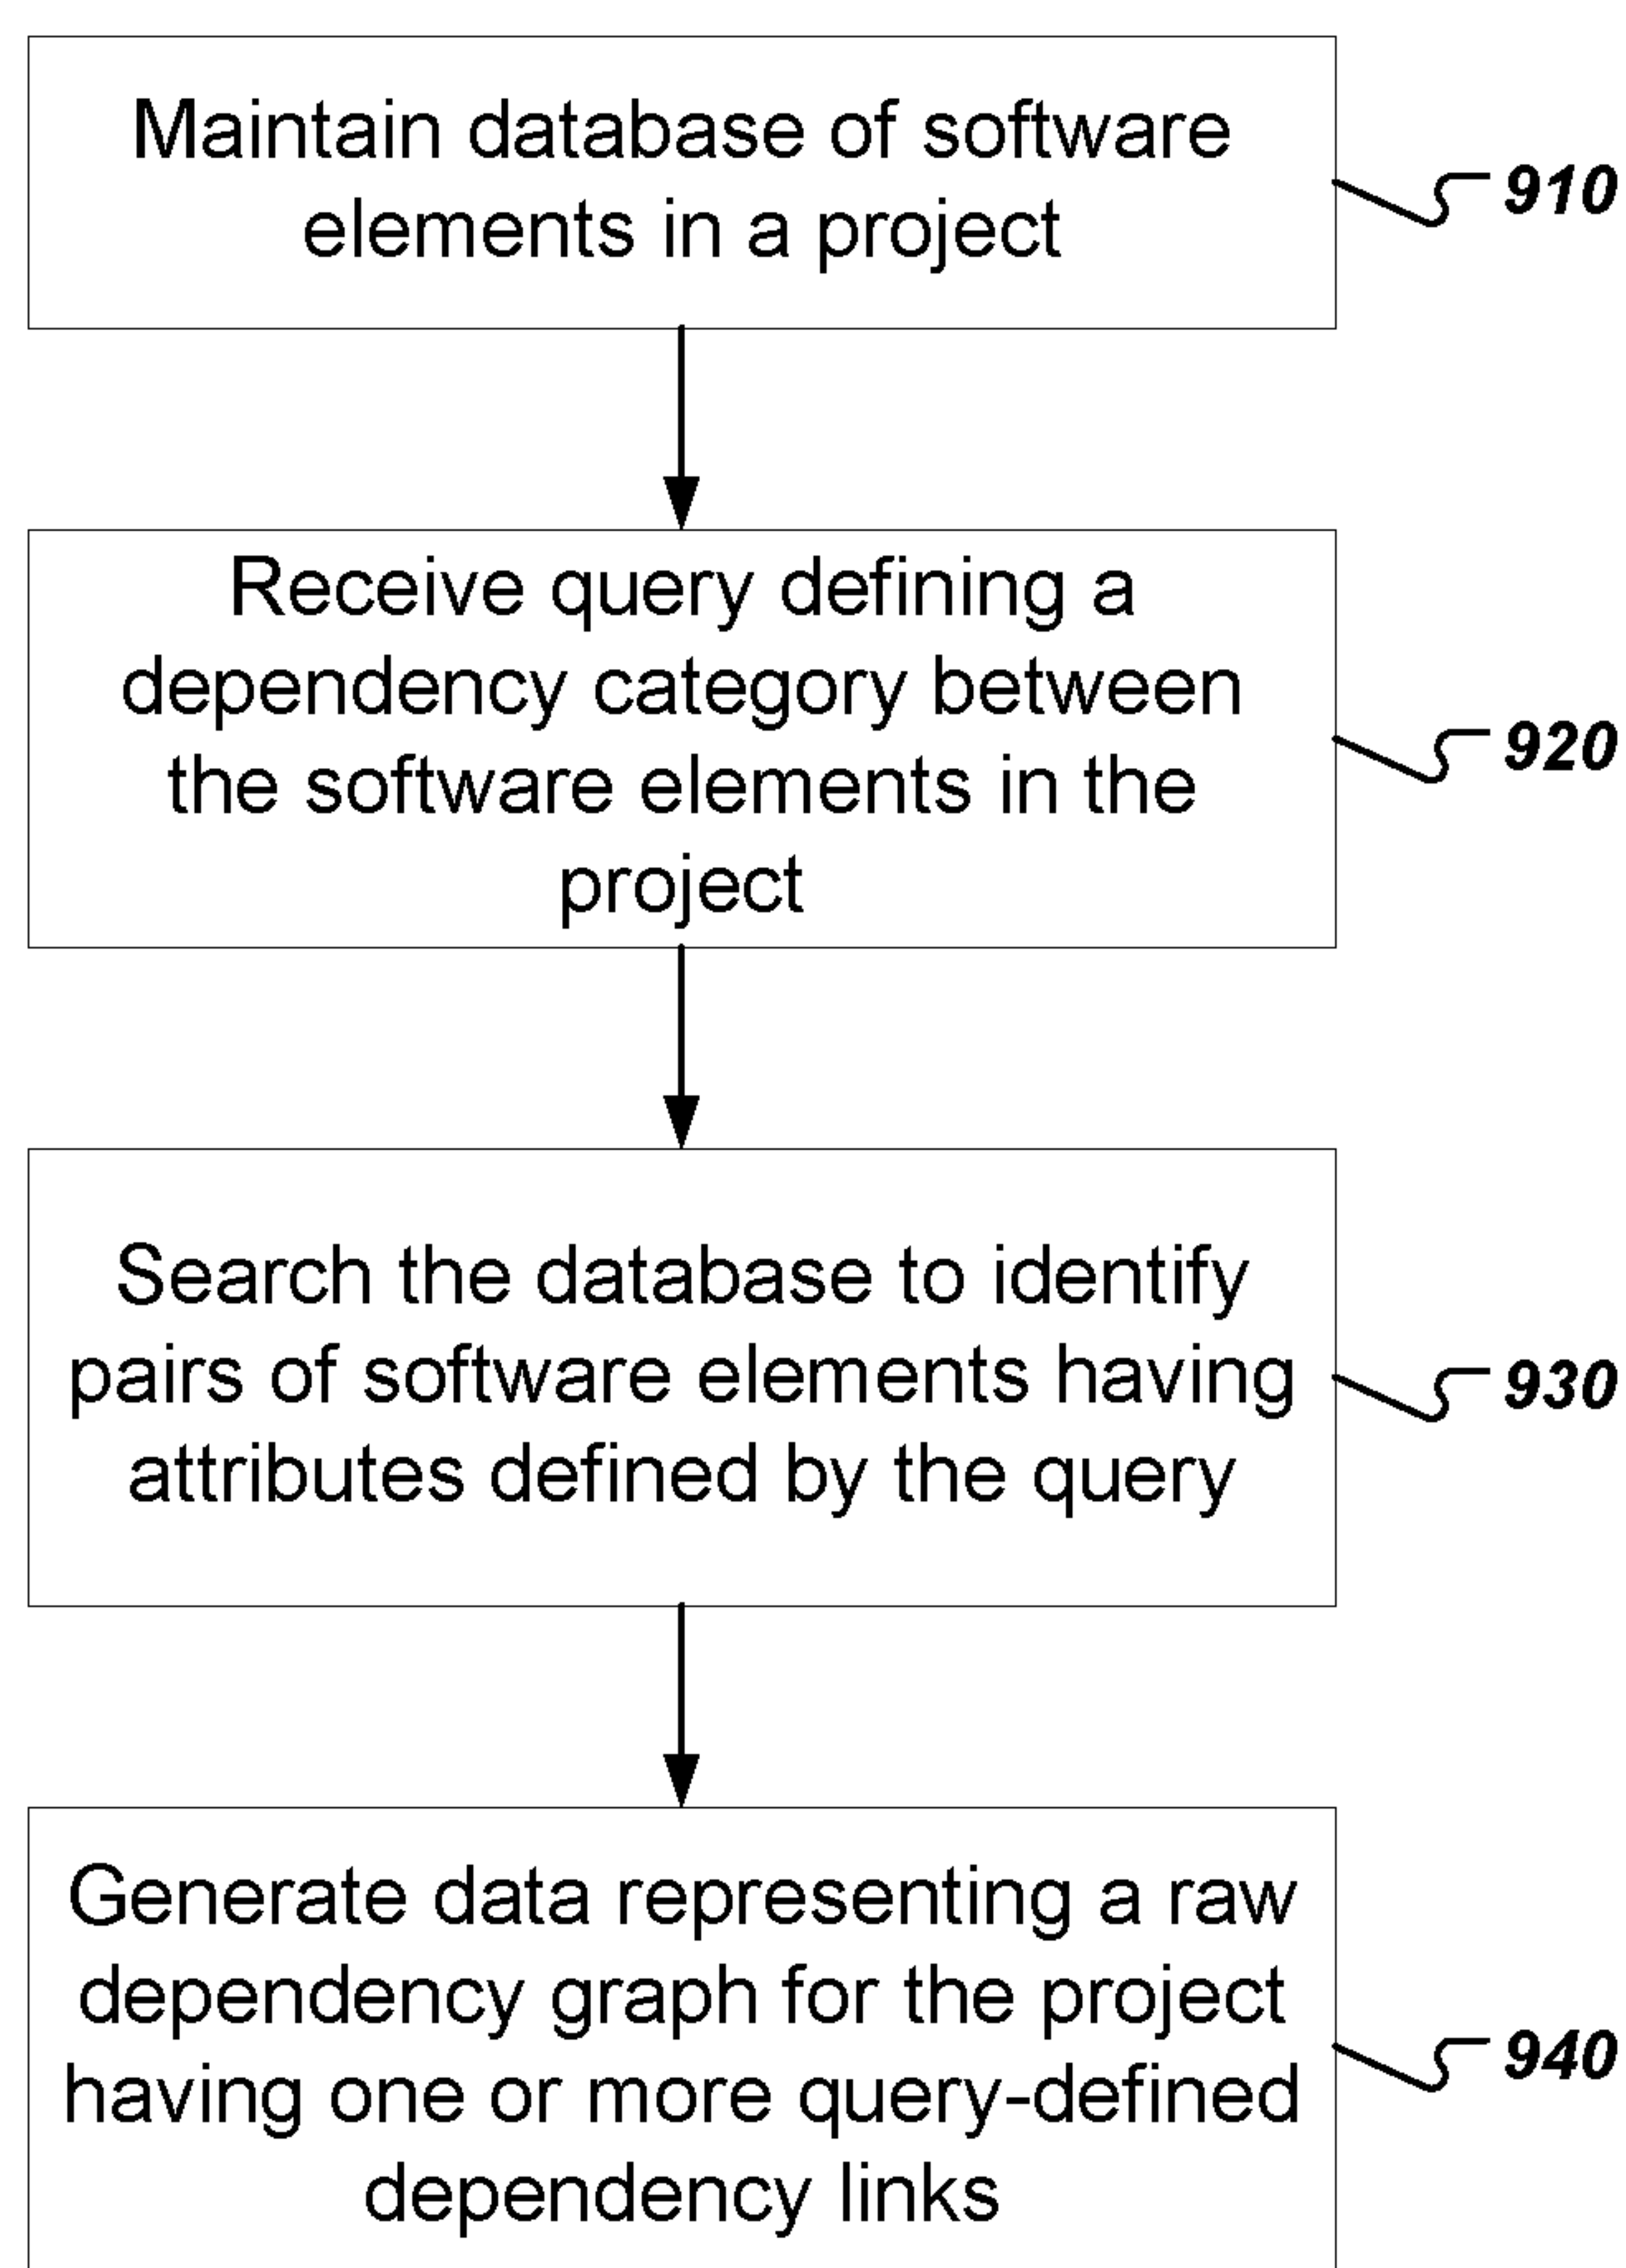 Maintain database of software
elements in a project
910
Receive query defining a
dependency category between
the software elements in the
project
920
Search the database to identify
pairs of software elements having
attributes defined by the query
930
Generate data representing a raw
dependency graph for the project
having one or more query-defined
dependency links
940